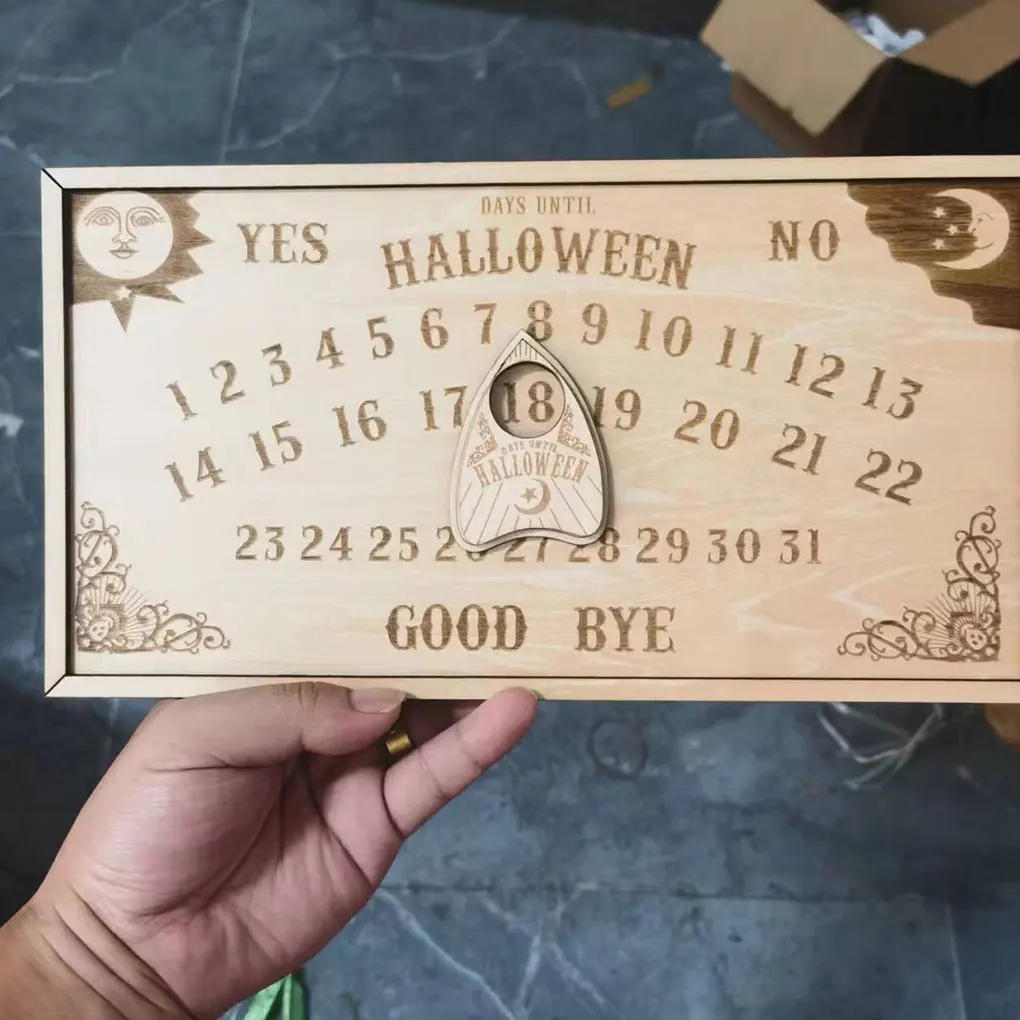 DAYS UNTIL
YES HALLOWEEN NO
1 2 3 4 5 6 7 8 9 10 11 12 13
14 15 16 17 18 19 20 21 22
DAYS UNTIL
HALLOWEEN
23 24 25 26 27 28 29 30 31
GOOD BYE